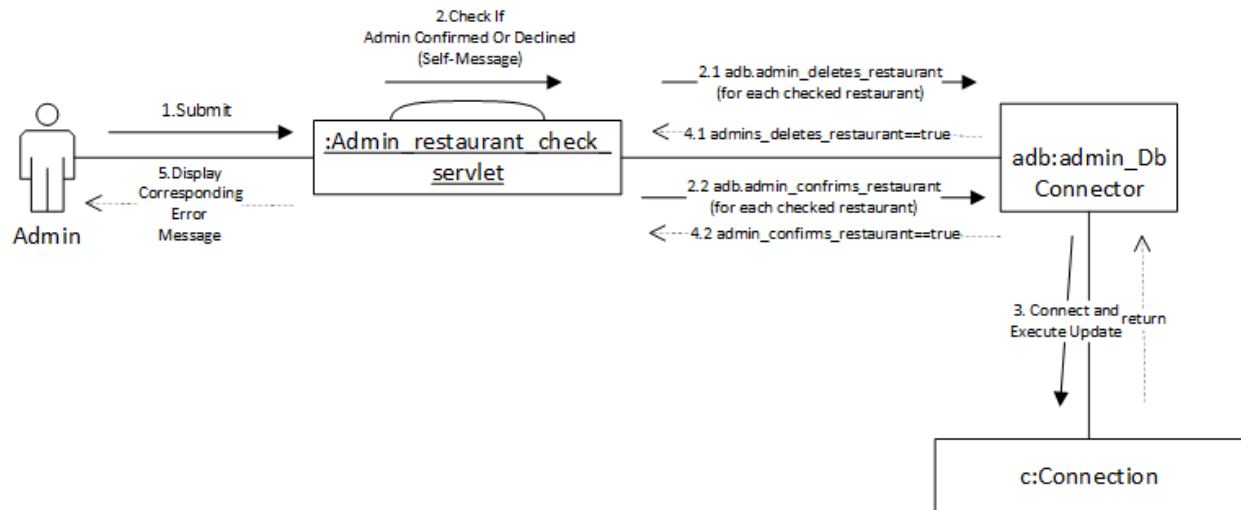 2.Check If
Admin Confirmed Or Declined
(Self-Message)
2.1 adb.admin_deletes_restaurant
(for each checked restaurant)
1.Submit
:Admin_restaurant_check_
servlet
4.1 admins_deletes_restaurant==true
adb:admin_Db
Connector
5.Display
Corresponding
Error
Message
2.2 adb.admin_confrims_restaurant
(for each checked restaurant)
4.2 admin_confirms_restaurant==true
Admin
3. Connect and
Execute Update
return
c:Connection